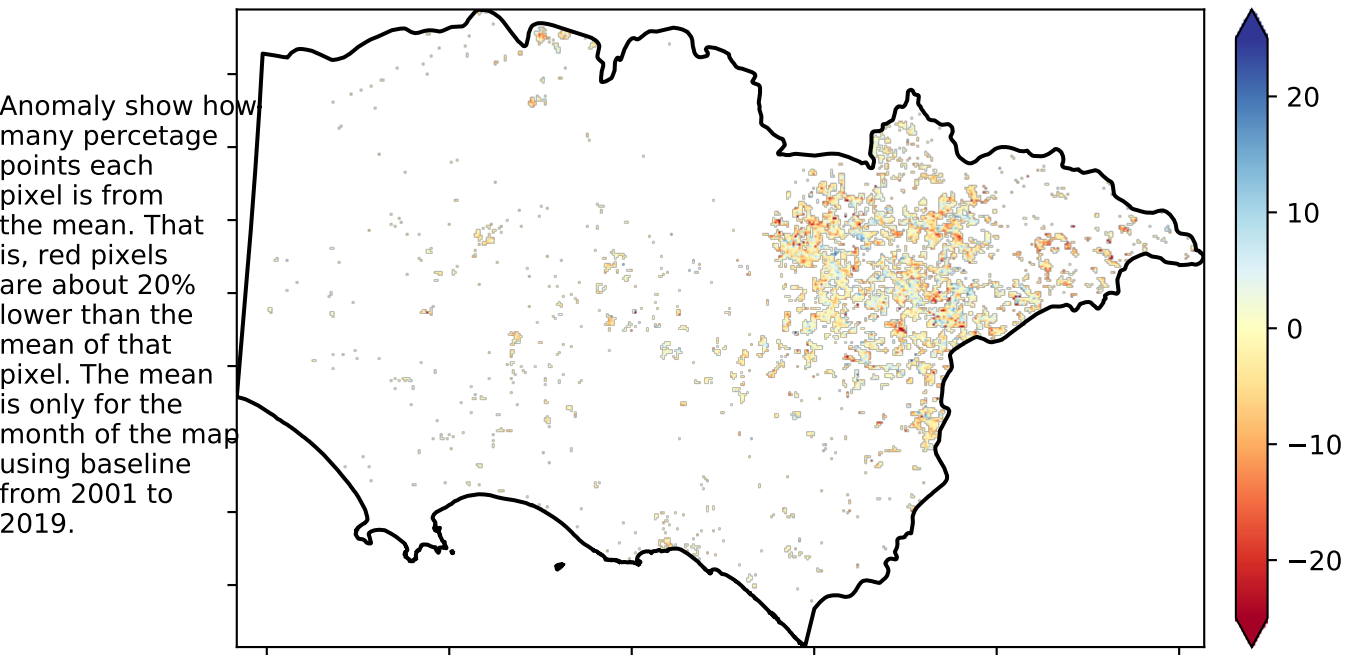 Anomaly show how
many percetage
points each
pixel is from
the mean. That
is, red pixels
are about 20%
lower than the
mean of that
pixel. The mean
is only for the
month of the map
using baseline
from 2001 to
2019.
20
10
0
−10
−20